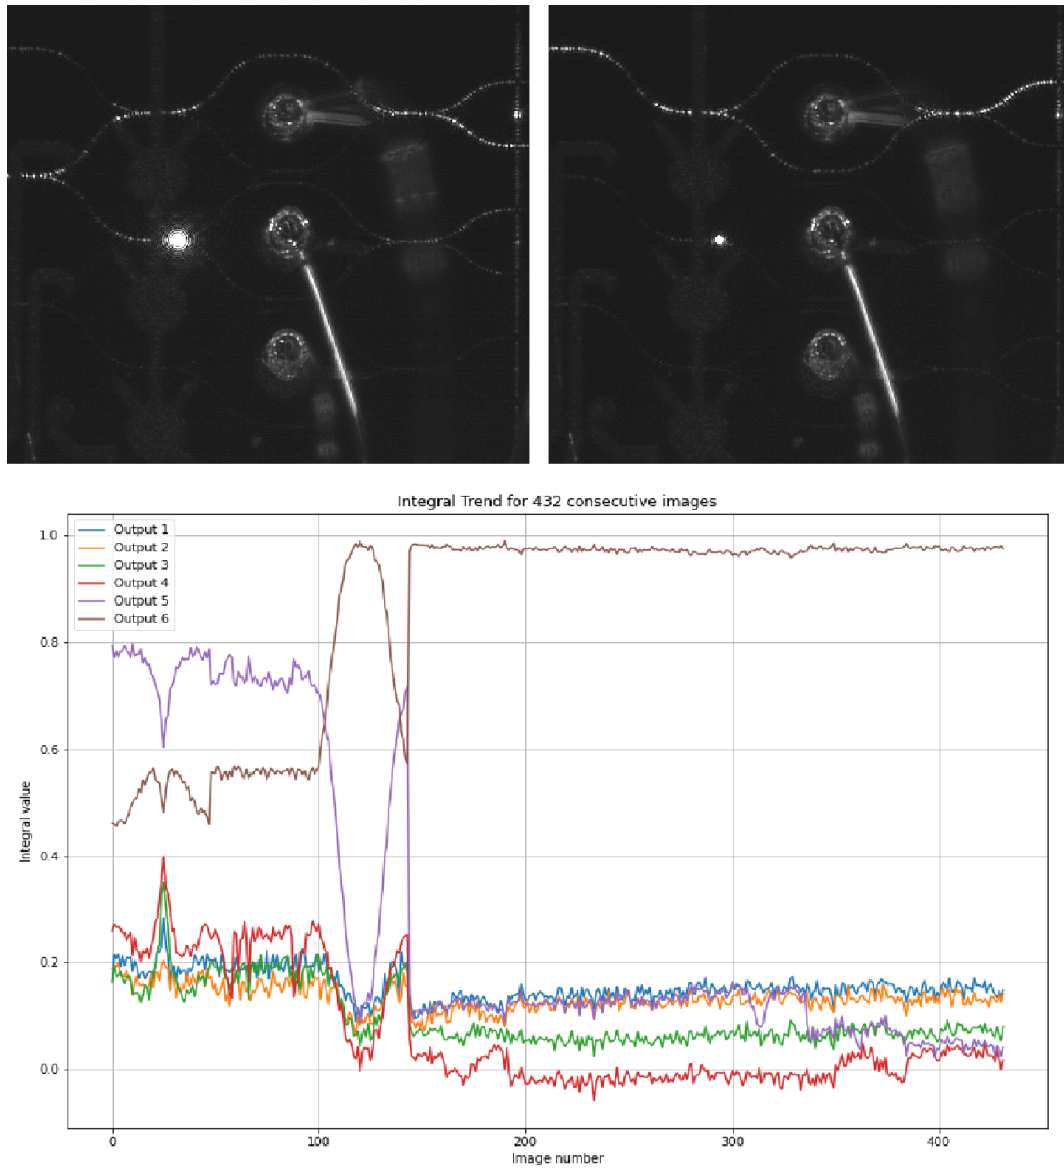 Integral Trend for 432 consecutive images
Output 1
Output 2
Output 3
Output 4
Output 5
Output 6
1.0
0.8
0.6
0.4
0.2
0.0
Integral value
0
100
200
300
400
Image number